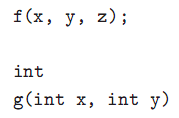 f(x, y, z);
int
g(int x, int y)